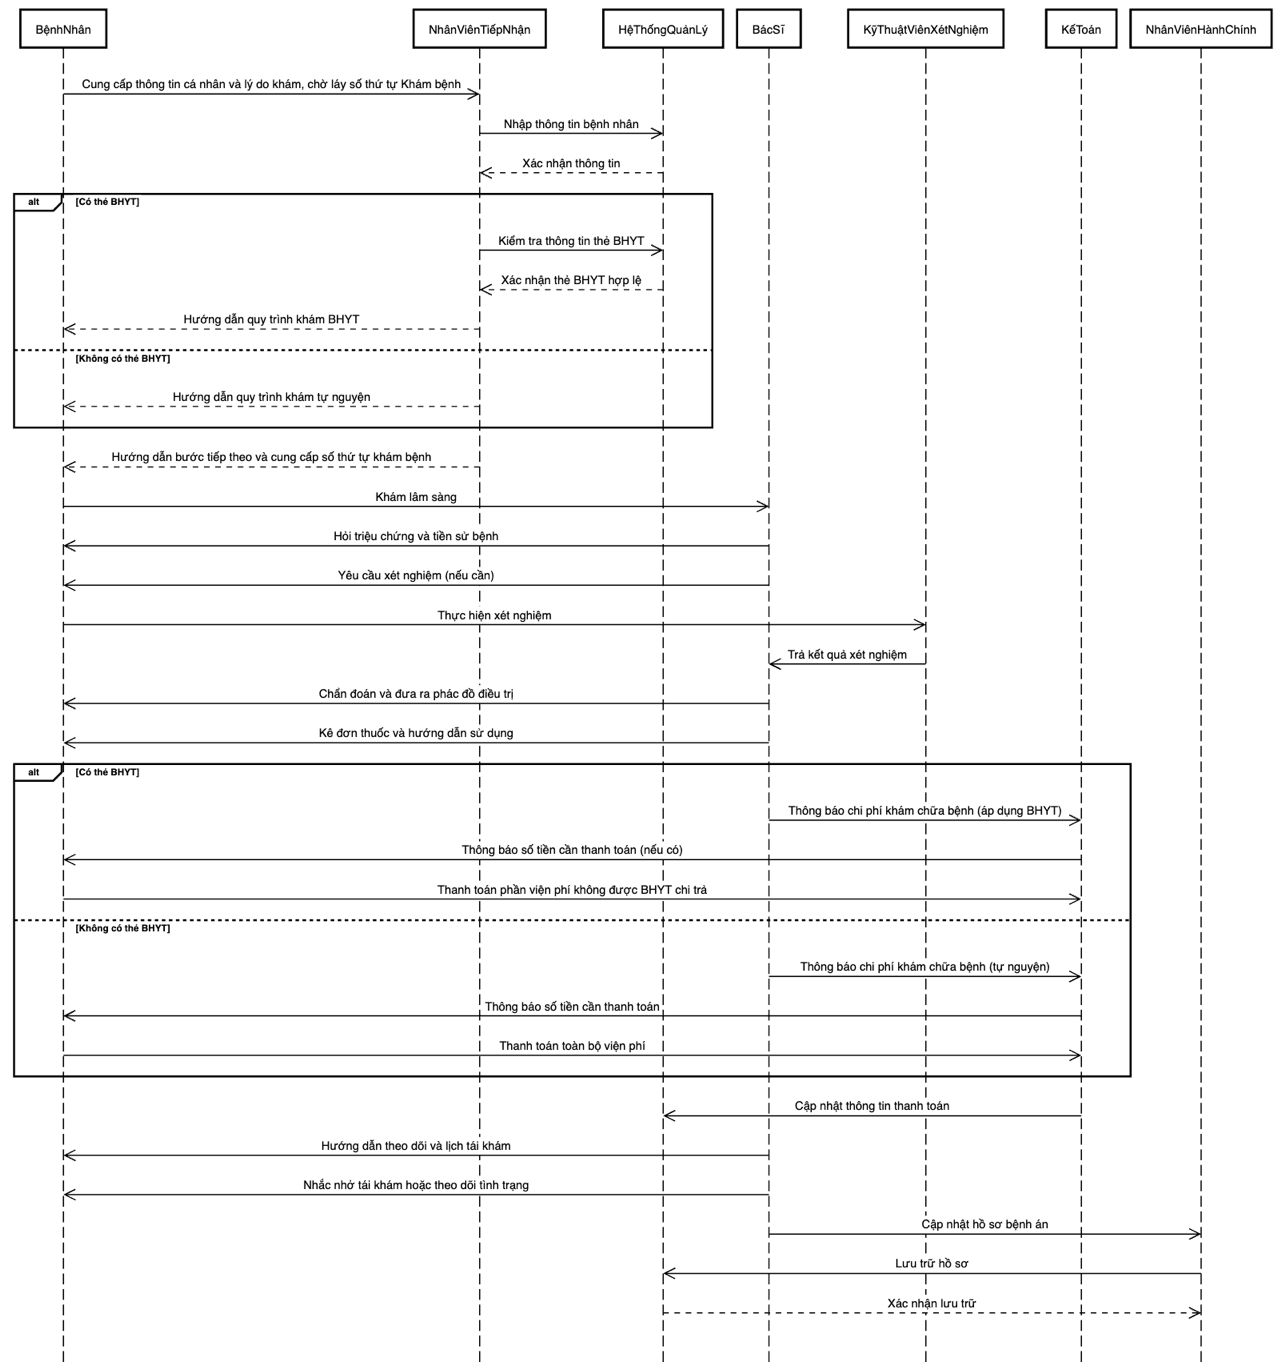 BệnhNhân
NhânViênTiếpNhận
HệThốngQuảnLý
BácSĩ
KỹThuậtViênXétNghiệm
KếToán
NhânViênHànhChính
Cung cấp thông tin cá nhân và lý do khám, chờ láy số thứ tự Khám bệnh
Nhập thông tin bệnh nhân
Xác nhận thông tin
alt
[Có thẻ BHYT]
Kiểm tra thông tin thẻ BHYT
Xác nhận thẻ BHYT hợp lệ
Hướng dẫn quy trình khám BHYT
[Không có thẻ BHYT]
Hướng dẫn quy trình khám tự nguyện
Hướng dẫn bước tiếp theo và cung cấp số thứ tự khám bệnh
Khám lâm sàng
Hỏi triệu chứng và tiền sử bệnh
Yêu cầu xét nghiệm (nếu cần)
Thực hiện xét nghiệm
Trả kết quả xét nghiệm
Chẩn đoán và đưa ra phác đồ điều trị
Kê đơn thuốc và hướng dẫn sử dụng
alt
[Có thẻ BHYT]
Thông báo chi phí khám chữa bệnh (áp dụng BHYT)
Thông báo số tiền cần thanh toán (nếu có)
Thanh toán phần viện phí không được BHYT chi trả
[Không có thẻ BHYT]
Thông báo chi phí khám chữa bệnh (tự nguyện)
Thông báo số tiền cần thanh toán
Thanh toán toàn bộ viện phí
Cập nhật thông tin thanh toán
Hướng dẫn theo dõi và lịch tái khám
Nhắc nhở tái khám hoặc theo dõi tình trạng
Cập nhật hồ sơ bệnh án
Lưu trữ hồ sơ
Xác nhận lưu trữ